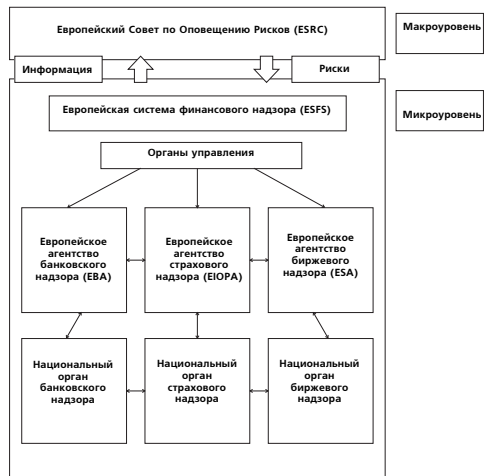 Европейский Совет по Оповещению Рисков (ESRC)
Макроуровень
Информация
Риски
Европейская система финансового надзора (ESFS)
Микроуровень
Органы управления
Европейское
агентство
банковского
надзора (EBA)
Европейское
агентство
страхового
надзора (EIOPA)
Европейское
агентство
биржевого
надзора (ESA)
Национальный
орган
банковского
надзора
Национальный
орган
страхового
надзора
Национальный
орган
биржевого
надзора